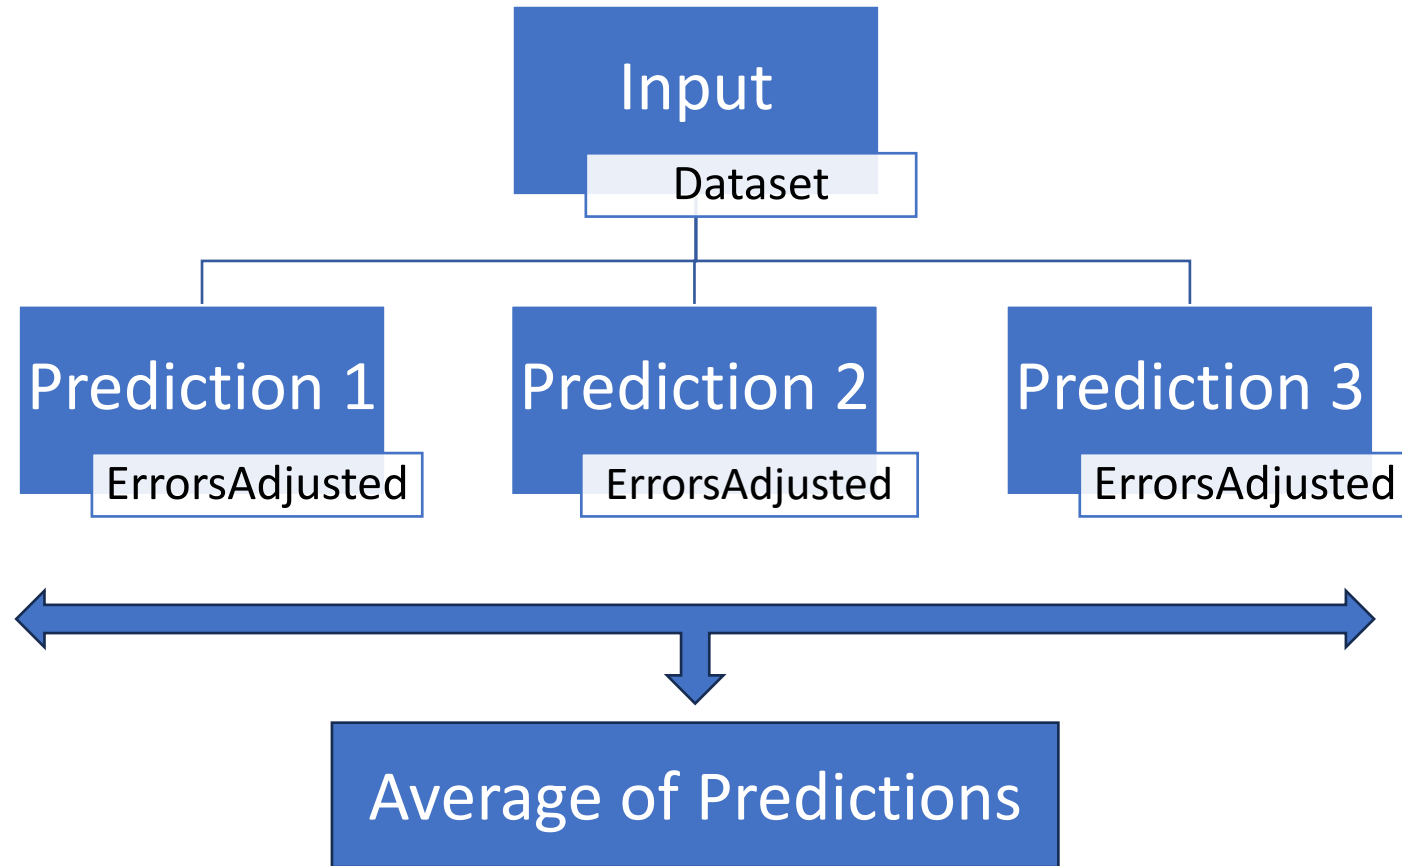 Input
Dataset
Prediction 1
ErrorsAdjusted
Prediction 2
ErrorsAdjusted
Prediction 3
ErrorsAdjusted
Average of Predictions